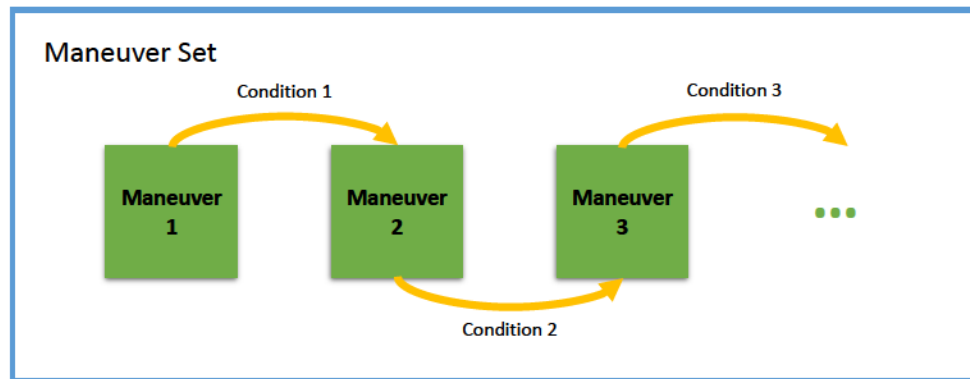 Maneuver Set
Condition 1
Condition 3
Maneuver
1
Maneuver
2
Maneuver
3
...
Condition 2